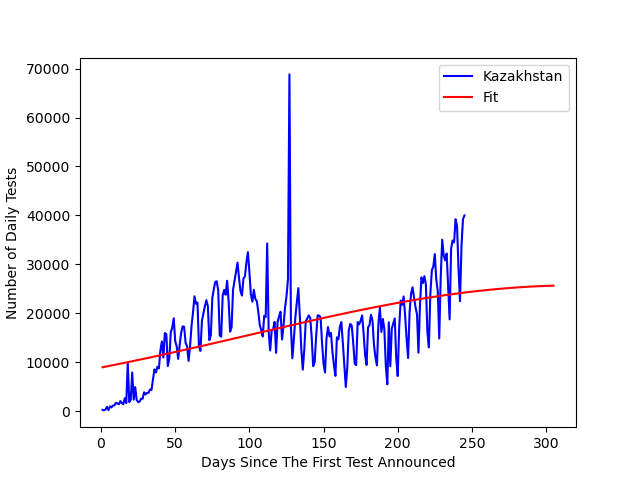 Kazakhstan
Fit
70000
60000
50000
40000
30000
20000
10000
0
Number of Daily Tests
0 50 100 150 200 250 300
Days Since The First Test Announced